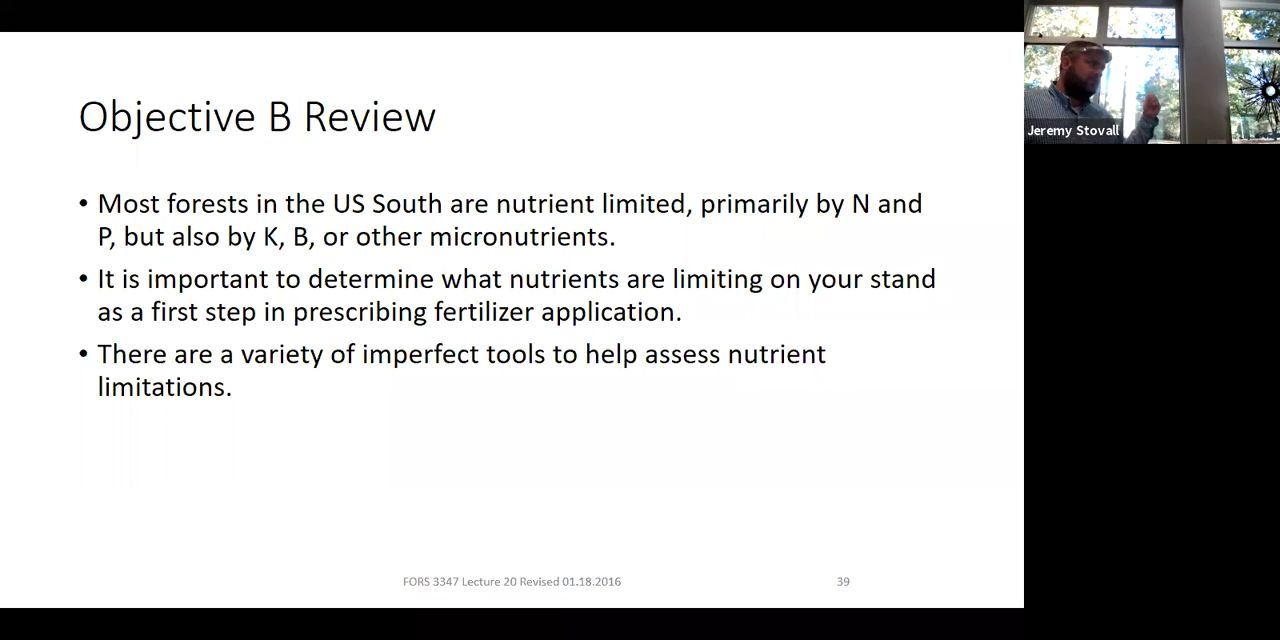 Objective B Review
• Most forests in the US South are nutrient limited, primarily by N and
P, but also by K, B, or other micronutrients.
• It is important to determine what nutrients are limiting on your stand
as a first step in prescribing fertilizer application.
• There are a variety of imperfect tools to help assess nutrient
limitations.
FORS 3347 Lecture 20 Revised 01.18.2016
39
Jeremy Stovall